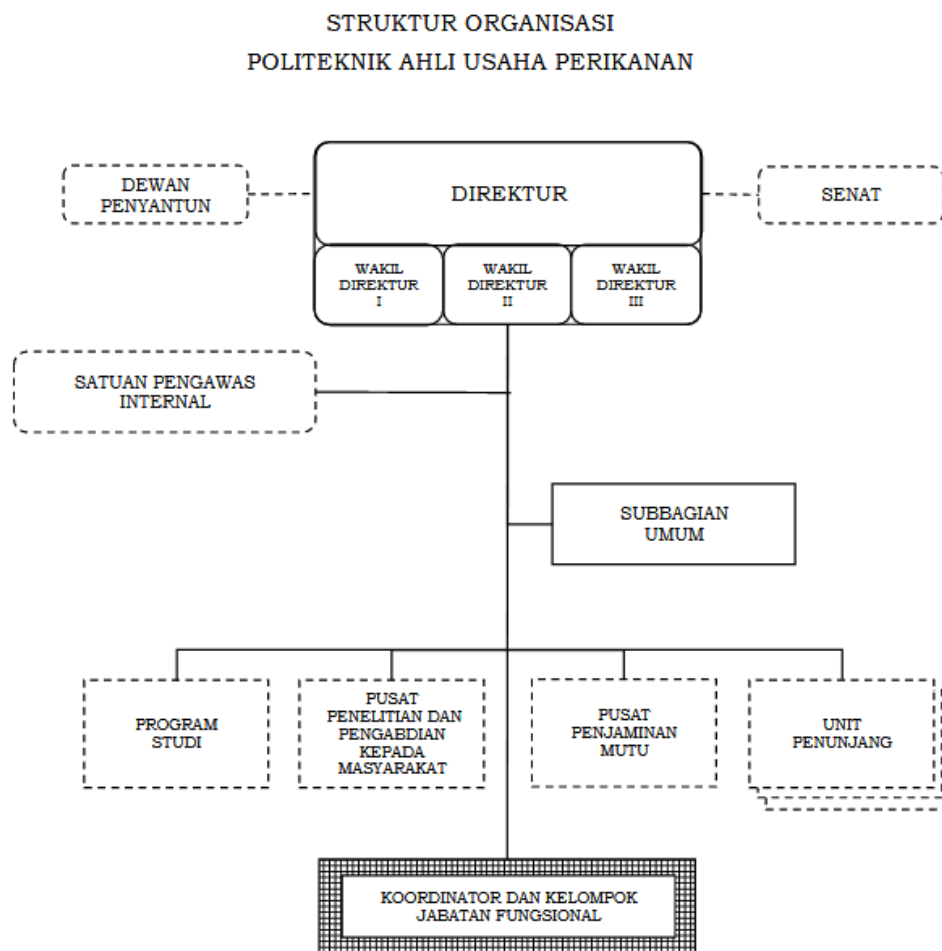 STRUKTUR ORGANISASI
POLITEKNIK AHLI USAHA PERIKANAN
DEWAN
PENYANTUN
DIREKTUR
SENAT
WAKIL
DIREKTUR
I
WAKIL
DIREKTUR
II
WAKIL
DIREKTUR
III
SATUAN PENGAWAS
INTERNAL
SUBBAGIAN
UMUM
PROGRAM
STUDI
PUSAT
PENELITIAN DAN
PENGABDIAN
KEPADA
MASYARAKAT
PUSAT
PENJAMINAN
MUTU
UNIT
PENUNJANG
KOORDINATOR DAN KELOMPOK
JABATAN FUNGSIONAL